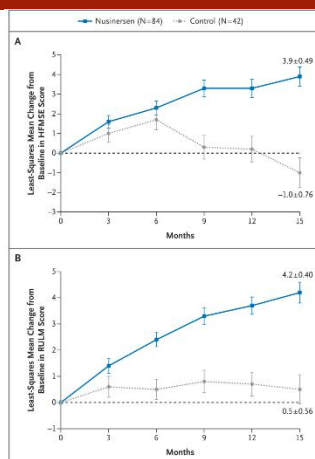 Nusinersen (N=84) Control (N=42)
A
Least-Squares Mean Change from
Baseline in HFMSE Score
5
4
3
2
1
0
−1
−2
−3
3.9±0.49
−1.0±0.76
0 3 6 9 12 15
Months
B
Least-Squares Mean Change from
Baseline in RULM Score
5
4
3
2
1
0
−1
4.2±0.40
0.5±0.56
0 3 6 9 12 15
Months